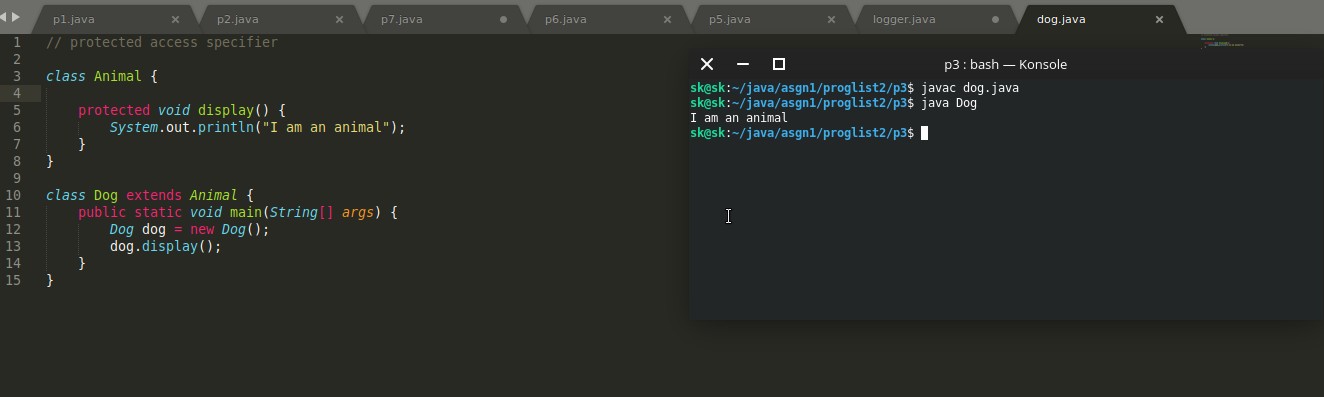 p1.java p2.java p7.java p6.java p5.java logger.java dog.java
1 // protected access specifier
2
3 class Animal {
4
5 protected void display() {
6 System.out.println("I am an animal");
7 }
8 }
9
10 class Dog extends Animal {
11 public static void main(String[] args) {
12 Dog dog = new Dog();
13 dog.display();
14 }
15 }
p3 : bash — Konsole
sk@sk:~/java/asgn1/proglist2/p3$ javac dog.java
sk@sk:~/java/asgn1/proglist2/p3$ java Dog
I am an animal
sk@sk:~/java/asgn1/proglist2/p3$